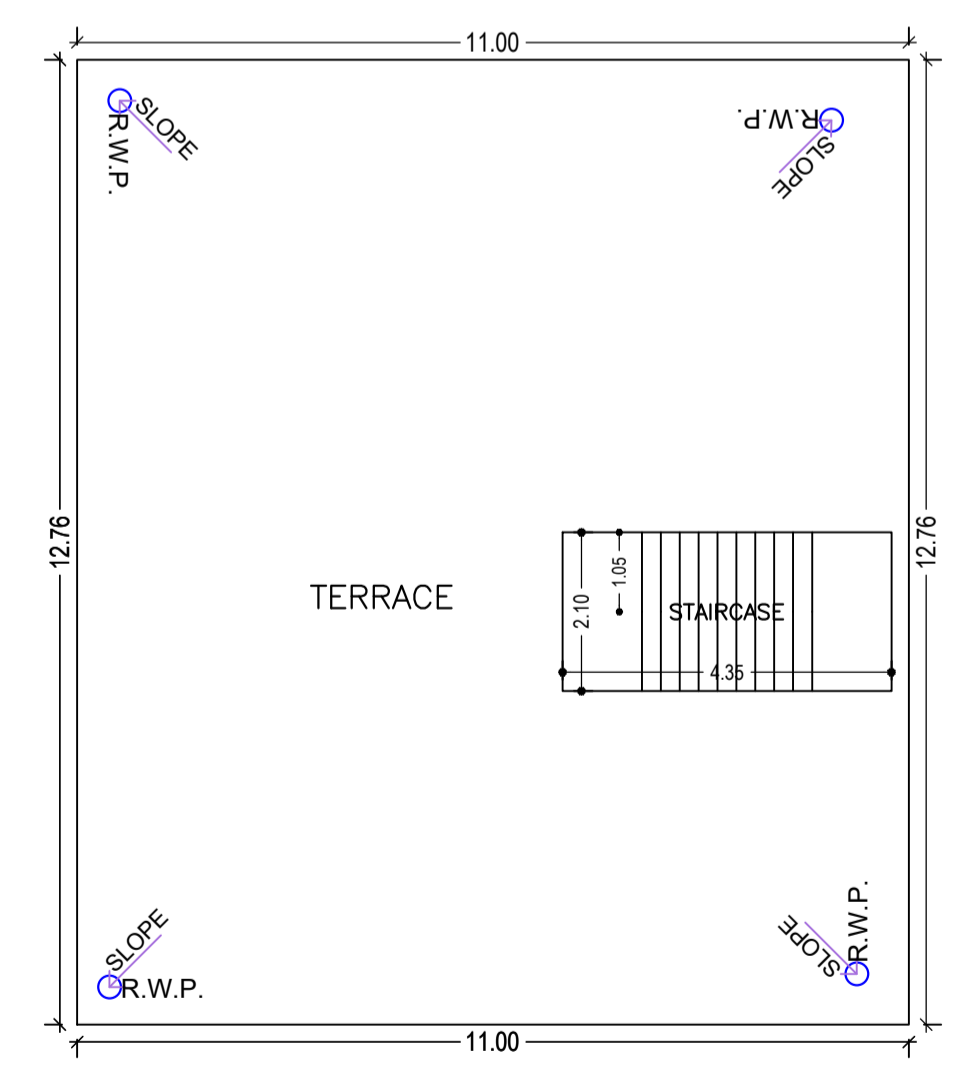 11.00
SLOPE
R.W.P.
R.W.P.
SLOPE
12.76
12.76
1.05
2.10
TERRACE
STAIRCASE
4.35
SLOPE
R.W.P.
SLOPE
R.W.P.
11.00